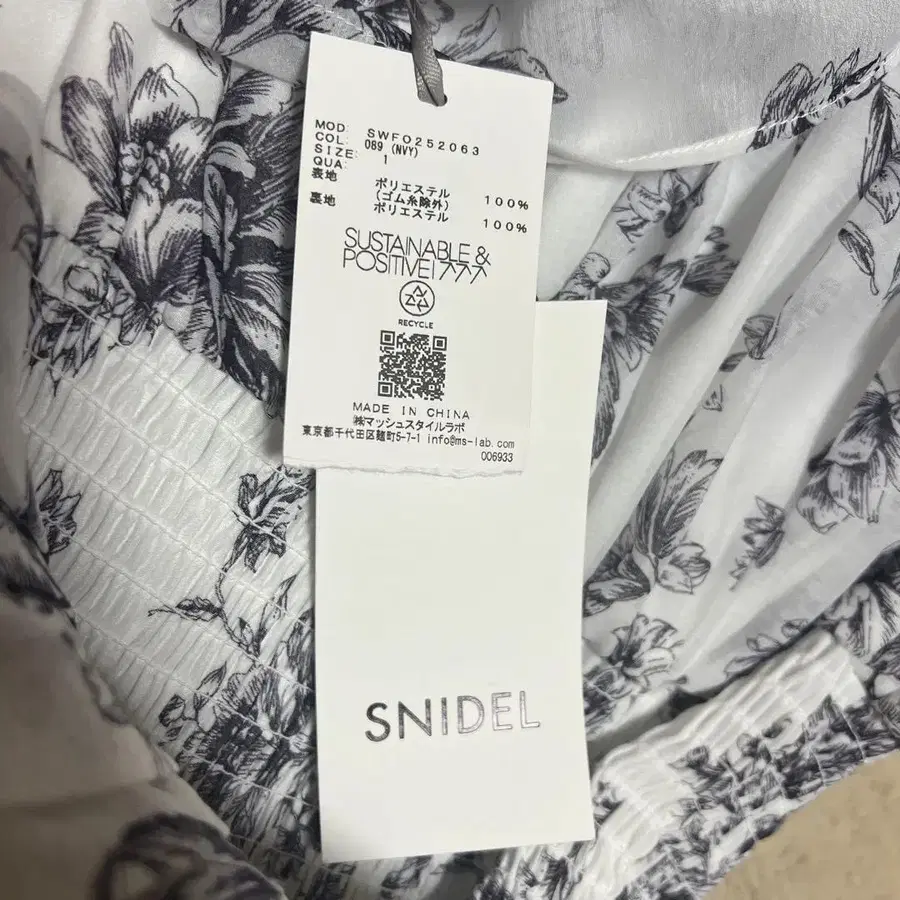 MOD: SWFO252063
COL: 089 (NVY)
SIZE: 1
QUA:
表地 ポリエステル 100%
(ゴム糸除外)
裏地 ポリエステル 100%
SUSTAINABLE &
POSITIVE!
RECYCLE
MADE IN CHINA
㈱マッシュスタイルラボ
東京都千代田区麹町5-7-1 info@ms-lab.com
006933
SNIDEL